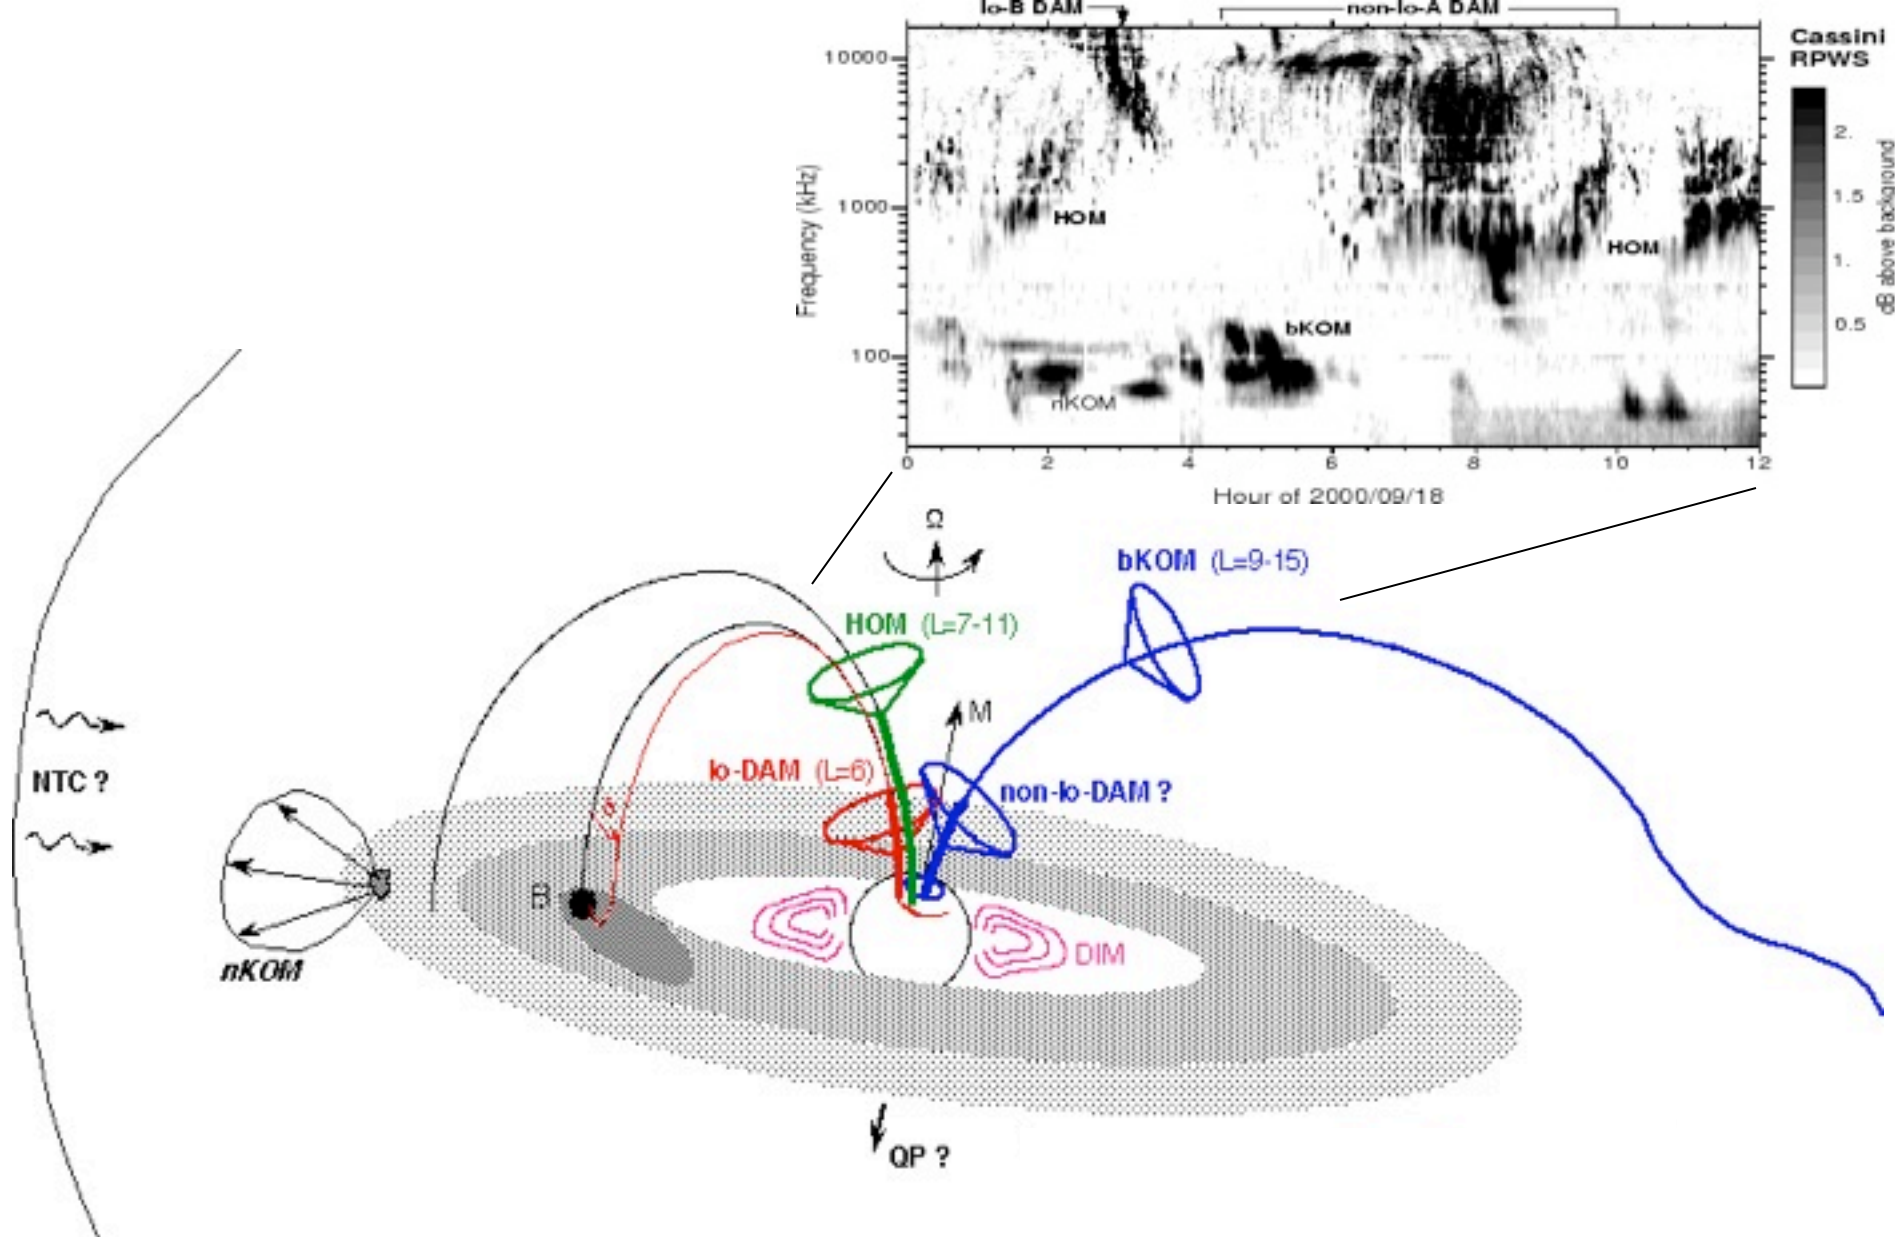 Io-B DAM
non-Io-A DAM
Cassini
RPWS
10000
1000
100
Frequency (kHz)
HOM
HOM
bKOM
nKOM
2.
1.5
1.
0.5
dB above background
0 2 4 6 8 10 12
Hour of 2000/09/18
Ω
bKOM (L=9-15)
HOM (L=7-11)
M
Io-DAM (L=6)
non-Io-DAM ?
NTC ?
B
DIM
nKOM
QP ?